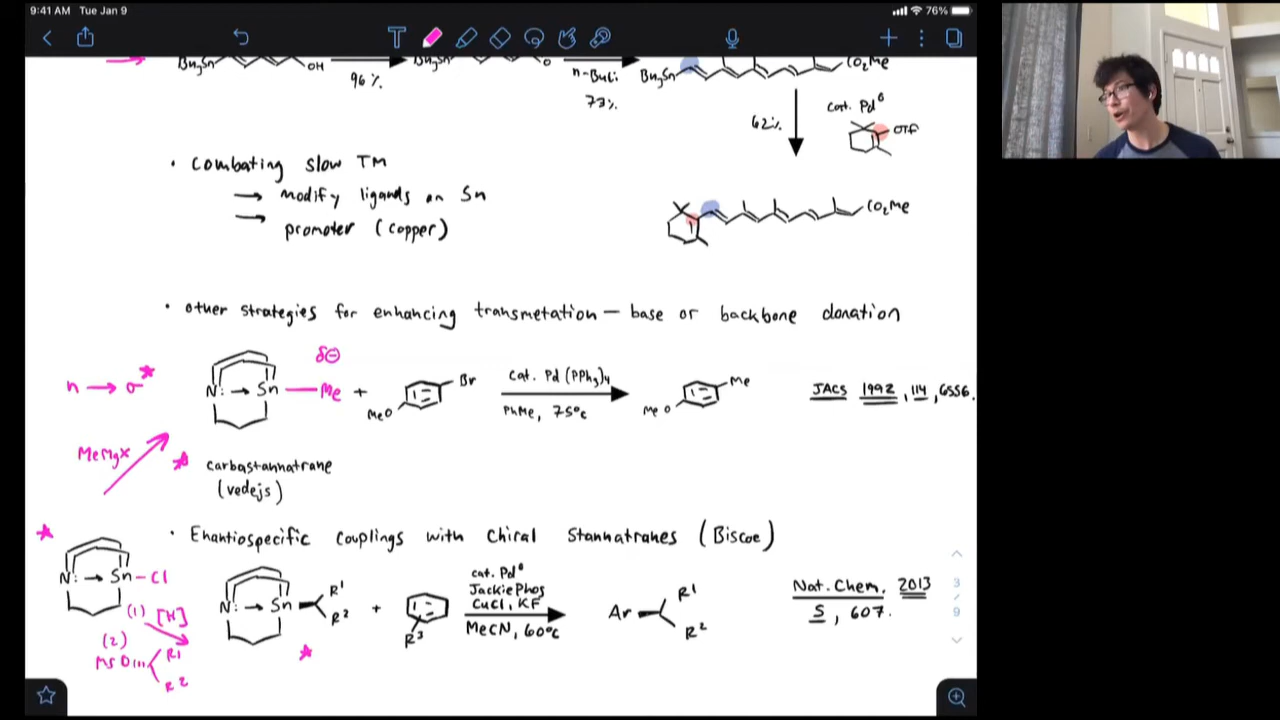 9:41 AM Tue Jan 9
76%
Bu3Sn OH
96%
Bu3Sn O
n-BuLi
73%
Bu3Sn CO2Me
62%
cat. Pd0
OTf
CO2Me
• Combating slow TM
→ modify ligands on Sn
→ promoter (copper)
• other strategies for enhancing transmetation — base or backbone donation
n → σ*
N: → Sn — Me
δ⊖
+
MeO Br
cat. Pd(PPh3)4
PhMe, 75°C
MeO Me
JACS 1992, 114, 6556.
MeMgX
carbastannatrane
(vedejs)
• Enantiospecific Couplings with Chiral Stannatranes (Biscoe)
N: → Sn - Cl
(1) [H]
(2)
MsO R1
R2
N: → Sn R1
R2
+
R3
cat. Pd0
JackiePhos
CuCl, KF
MeCN, 60°C
Ar R1
R2
Nat. Chem. 2013
5, 607.
3
/
9